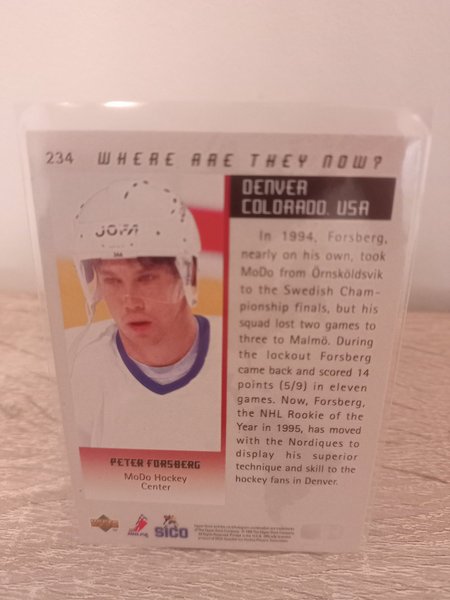 234 WHERE ARE THEY NOW?
DENVER
COLORADO. USA
JOFA
In 1994, Forsberg,
nearly on his own, took
MoDo from Örnsköldsvik
to the Swedish Cham-
pionship finals, but his
squad lost two games to
three to Malmö. During
the lockout Forsberg
came back and scored 14
points (5/9) in eleven
games. Now, Forsberg,
the NHL Rookie of the
Year in 1995, has moved
with the Nordiques to
display his superior
technique and skill to the
hockey fans in Denver.
PETER FORSBERG
MoDo Hockey
Center
SICO